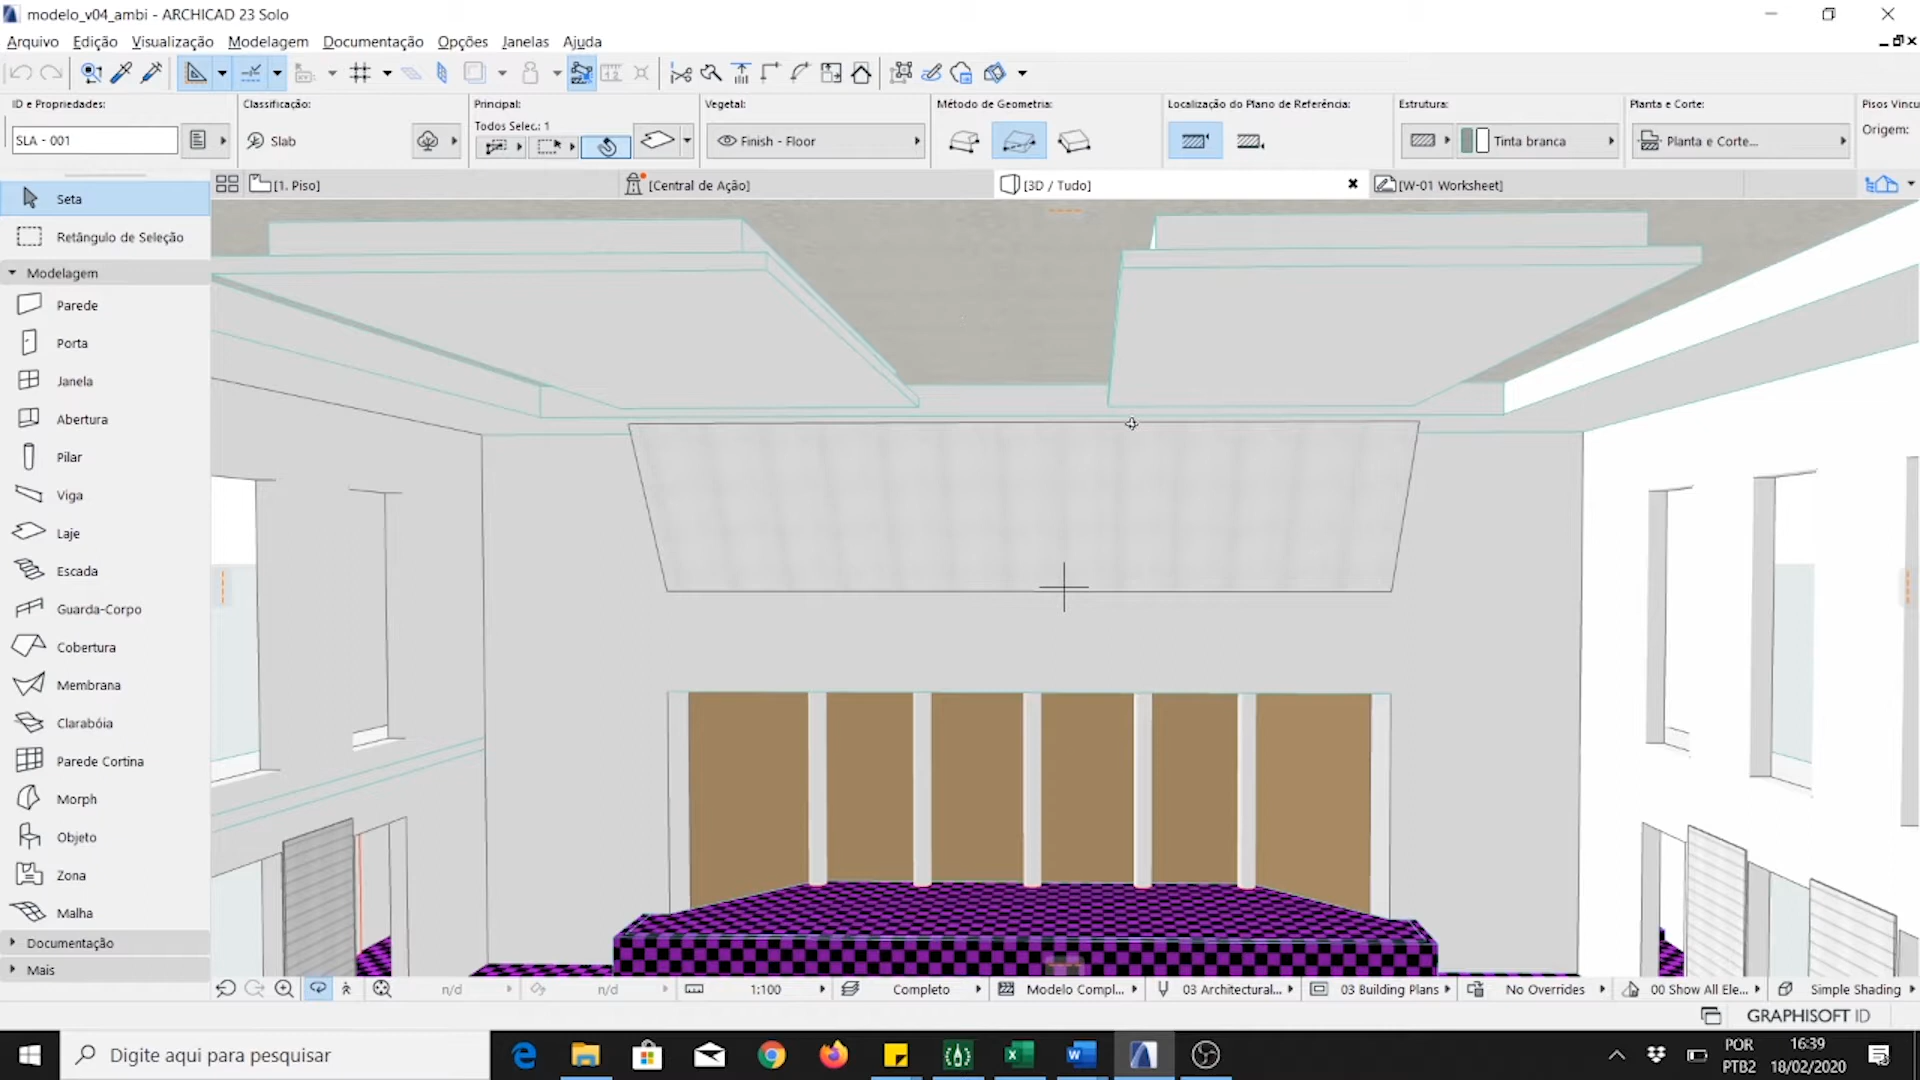 modelo_v04_ambi - ARCHICAD 23 Solo
Arquivo Edição Visualização Modelagem Documentação Opções Janelas Ajuda
ID e Propriedades: Classificação: Principal: Vegetal: Método de Geometria: Localização do Plano de Referência: Estrutura: Planta e Corte: Pisos Vincu
Todos Selec.: 1
Origem:
SLA - 001 Slab Finish - Floor Tinta branca Planta e Corte...
[1. Piso] [Central de Ação] [3D / Tudo] [W-01 Worksheet]
Seta
Retângulo de Seleção
Modelagem
Parede
Porta
Janela
Abertura
Pilar
Viga
Laje
Escada
Guarda-Corpo
Cobertura
Membrana
Clarabóia
Parede Cortina
Morph
Objeto
Zona
Malha
Documentação
Mais
n/d n/d 1:100 Completo Modelo Compl... 03 Architectural... 03 Building Plans No Overrides 00 Show All Ele... Simple Shading
GRAPHISOFT ID
Digite aqui para pesquisar
POR 16:39
PTB2 18/02/2020